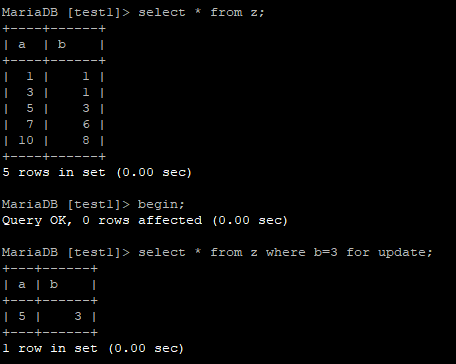 MariaDB [test1]> select * from z;
+----+------+
| a  | b    |
+----+------+
|  1 |    1 |
|  3 |    1 |
|  5 |    3 |
|  7 |    6 |
| 10 |    8 |
+----+------+
5 rows in set (0.00 sec)
MariaDB [test1]> begin;
Query OK, 0 rows affected (0.00 sec)
MariaDB [test1]> select * from z where b=3 for update;
+---+------+
| a | b    |
+---+------+
| 5 |    3 |
+---+------+
1 row in set (0.00 sec)